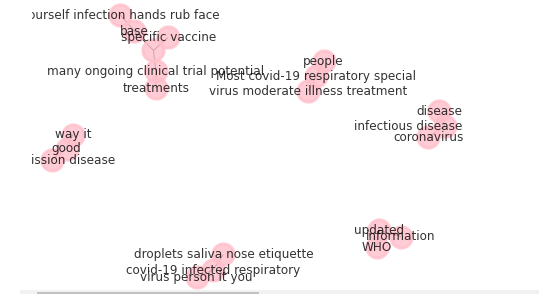 ourself infection hands rub face
base
specific vaccine
many ongoing clinical trial potential
treatments
people
Most covid-19 respiratory special
virus moderate illness treatment
disease
infectious disease
coronavirus
way it
good
ission disease
updated
information
WHO
droplets saliva nose etiquette
covid-19 infected respiratory
virus person it you